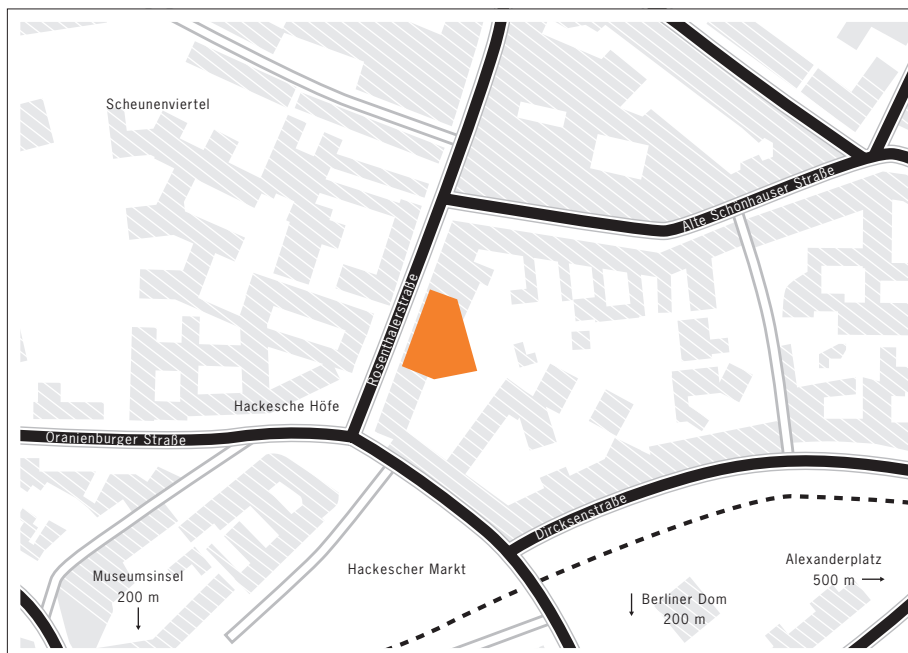 Scheunenviertel
Alte Schönhauser Straße
Rosenthalerstraße
Hackesche Höfe
Oranienburger Straße
Dircksenstraße
Hackescher Markt
Museumsinsel
200 m
Berliner Dom
200 m
Alexanderplatz
500 m